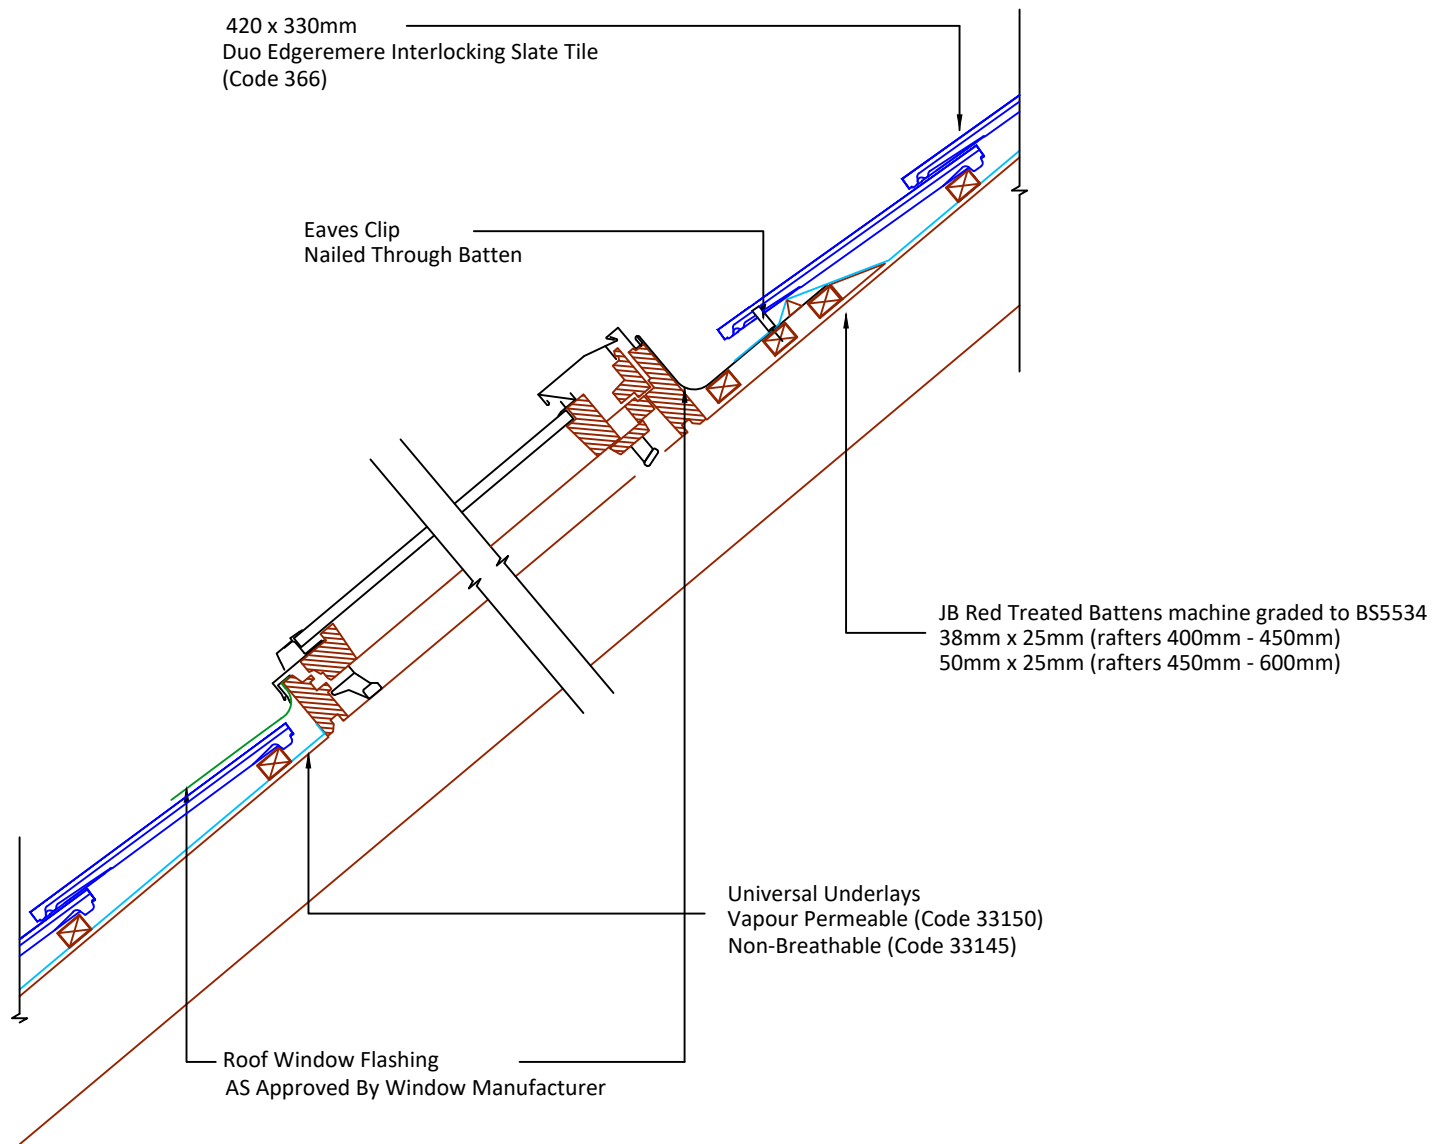 420 x 330mm
Duo Edgeremere Interlocking Slate Tile
(Code 366)
Eaves Clip
Nailed Through Batten
JB Red Treated Battens machine graded to BS5534
38mm x 25mm (rafters 400mm - 450mm)
50mm x 25mm (rafters 450mm - 600mm)
Universal Underlays
Vapour Permeable (Code 33150)
Non-Breathable (Code 33145)
Roof Window Flashing
AS Approved By Window Manufacturer